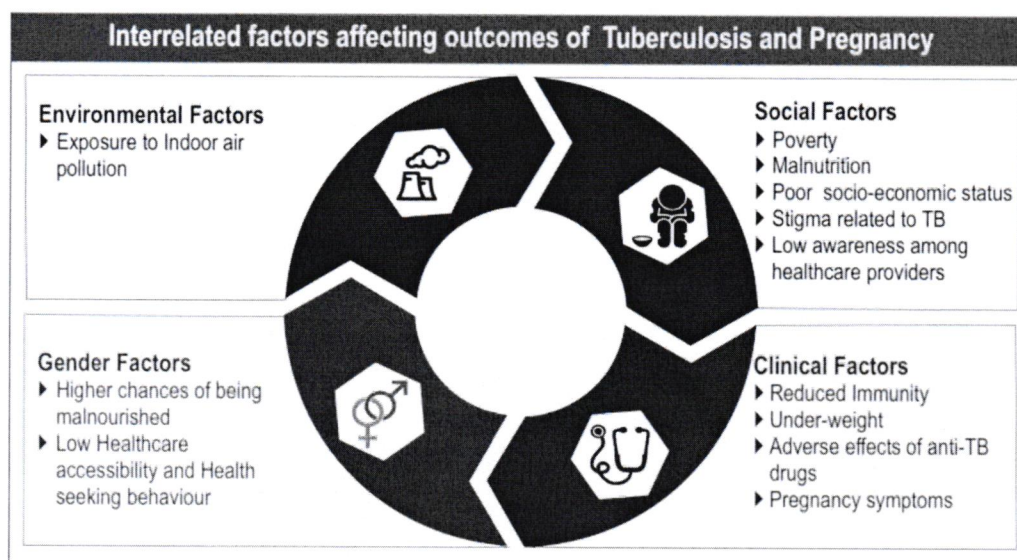 Interrelated factors affecting outcomes of Tuberculosis and Pregnancy
Environmental Factors
Exposure to Indoor air
pollution
Social Factors
Poverty
Malnutrition
Poor socio-economic status
Stigma related to TB
Low awareness among
healthcare providers
Gender Factors
Higher chances of being
malnourished
Low Healthcare
accessibility and Health
seeking behaviour
Clinical Factors
Reduced Immunity
Under-weight
Adverse effects of anti-TB
drugs
Pregnancy symptoms